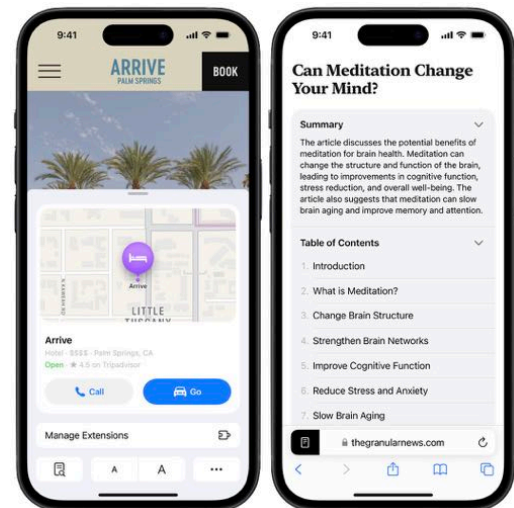 9:41
ARRIVE
PALM SPRINGS
BOOK
Arrive
LITTLE
TUSCANY
Arrive
Hotel · $$$$ · Palm Springs, CA
Open · ★ 4.5 on Tripadvisor
Call
Go
Manage Extensions
A
A
9:41
Can Meditation Change
Your Mind?
Summary
The article discusses the potential benefits of
meditation for brain health. Meditation can
change the structure and function of the brain,
leading to improvements in cognitive function,
stress reduction, and overall well-being. The
article also suggests that meditation can slow
brain aging and improve memory and attention.
Table of Contents
1. Introduction
2. What is Meditation?
3. Change Brain Structure
4. Strengthen Brain Networks
5. Improve Cognitive Function
6. Reduce Stress and Anxiety
7. Slow Brain Aging
thegranularnews.com